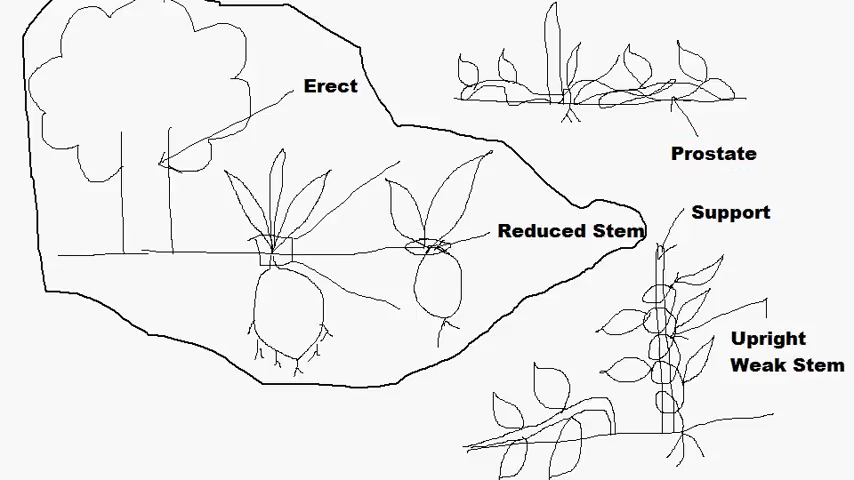 Erect
Prostate
Support
Reduced Stem
Upright
Weak Stem